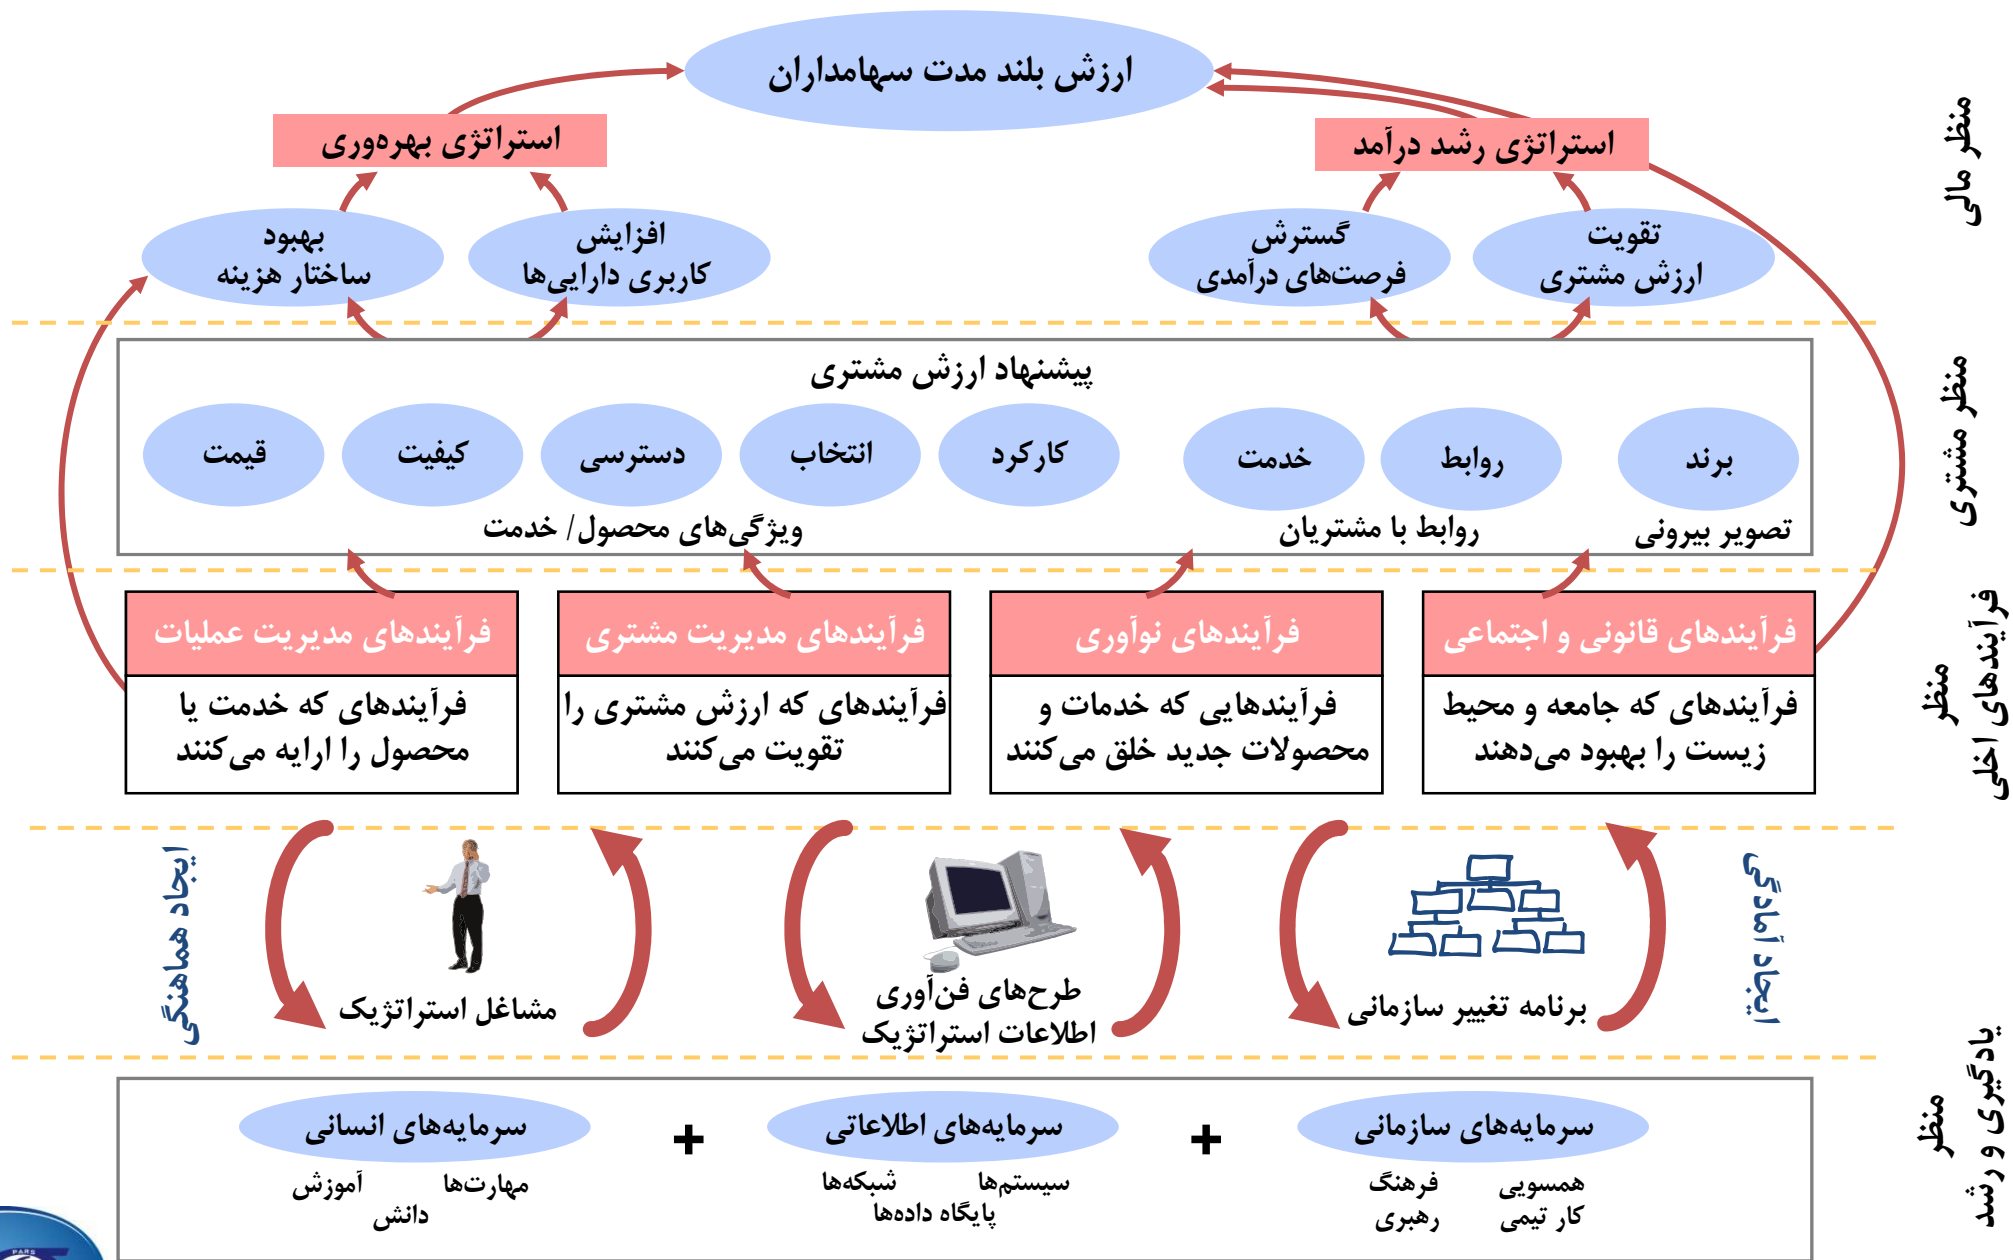 ارزش بلند مدت سهامداران
استراتژی رشد درآمد
استراتژی بهره‌وری
تقویت
ارزش مشتری
گسترش
فرصت‌های درآمدی
افزایش
کاربری دارایی‌ها
بهبود
ساختار هزینه
منظر مالی
پیشنهاد ارزش مشتری
برند
روابط
خدمت
کارکرد
انتخاب
دسترسی
کیفیت
قیمت
تصویر بیرونی
روابط با مشتریان
ویژگی‌های محصول/ خدمت
منظر مشتری
فرآیندهای قانونی و اجتماعی
فرآیندهای که جامعه و محیط
زیست را بهبود می‌دهند
فرآیندهای نوآوری
فرآیندهایی که خدمات و
محصولات جدید خلق می‌کنند
فرآیندهای مدیریت مشتری
فرآیندهای که ارزش مشتری را
تقویت می‌کنند
فرآیندهای مدیریت عملیات
فرآیندهای که خدمت یا
محصول را ارایه می‌کنند
منظر
فرآیندهای اخلی
ایجاد آمادگی
برنامه تغییر سازمانی
طرح‌های فن‌آوری
اطلاعات استراتژیک
مشاغل استراتژیک
ایجاد هماهنگی
سرمایه‌های سازمانی
+
سرمایه‌های اطلاعاتی
+
سرمایه‌های انسانی
همسویی فرهنگ
کار تیمی رهبری
سیستم‌ها شبکه‌ها
پایگاه داده‌ها
مهارت‌ها آموزش
دانش
منظر
یادگیری و رشد
PARS